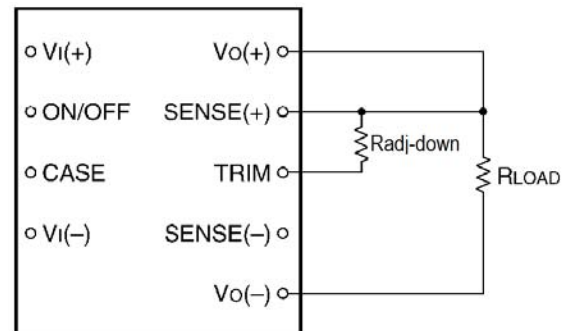 VI(+) VO(+)
ON/OFF SENSE(+)
Radj-down
CASE TRIM
RLOAD
VI(–) SENSE(–)
VO(–)